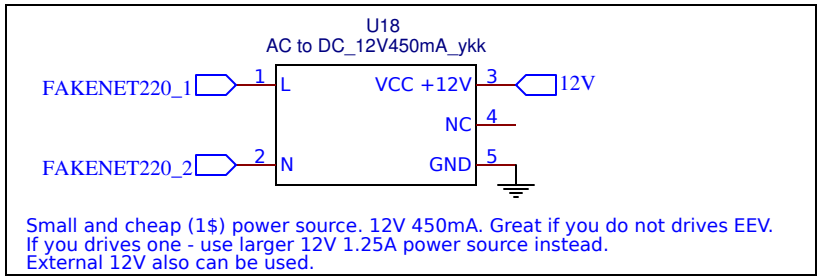 U18
AC to DC_12V450mA_ykk
FAKENET220_1 1 L VCC +12V 3 12V
NC 4
FAKENET220_2 2 N GND 5
Small and cheap (1$) power source. 12V 450mA. Great if you do not drives EEV.
If you drives one - use larger 12V 1.25A power source instead.
External 12V also can be used.